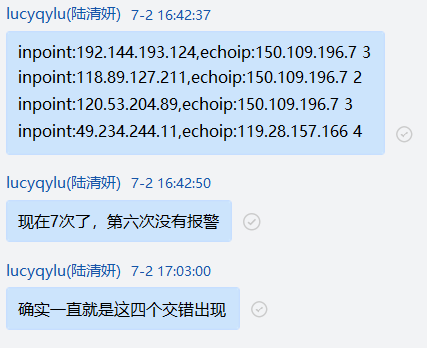 lucyqylu(陆清妍) 7-2 16:42:37
inpoint:192.144.193.124,echoip:150.109.196.7 3
inpoint:118.89.127.211,echoip:150.109.196.7 2
inpoint:120.53.204.89,echoip:150.109.196.7 3
inpoint:49.234.244.11,echoip:119.28.157.166 4
lucyqylu(陆清妍) 7-2 16:42:50
现在7次了，第六次没有报警
lucyqylu(陆清妍) 7-2 17:03:00
确实一直就是这四个交错出现